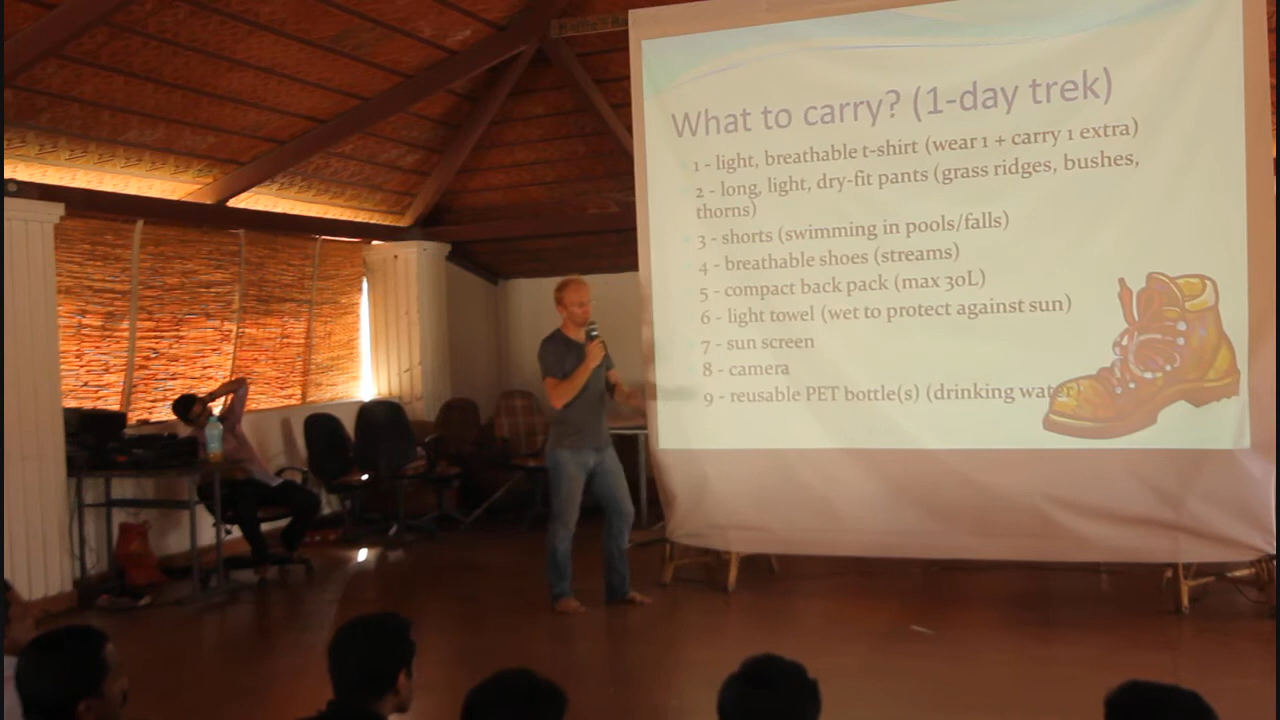 What to carry? (1-day trek)
1 - light, breathable t-shirt (wear 1 + carry 1 extra)
2 - long, light, dry-fit pants (grass ridges, bushes,
thorns)
3 - shorts (swimming in pools/falls)
4 - breathable shoes (streams)
5 - compact back pack (max 30L)
6 - light towel (wet to protect against sun)
7 - sun screen
8 - camera
9 - reusable PET bottle(s) (drinking water)